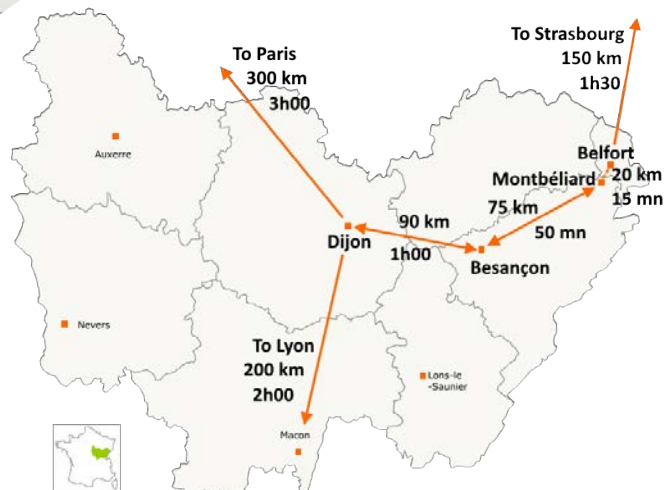 To Paris
300 km
3h00
To Strasbourg
150 km
1h30
Auxerre
Belfort
Montbéliard
20 km
15 mn
75 km
50 mn
90 km
1h00
Dijon
Besançon
Nevers
To Lyon
200 km
2h00
Lons-le
-Saunier
Macon